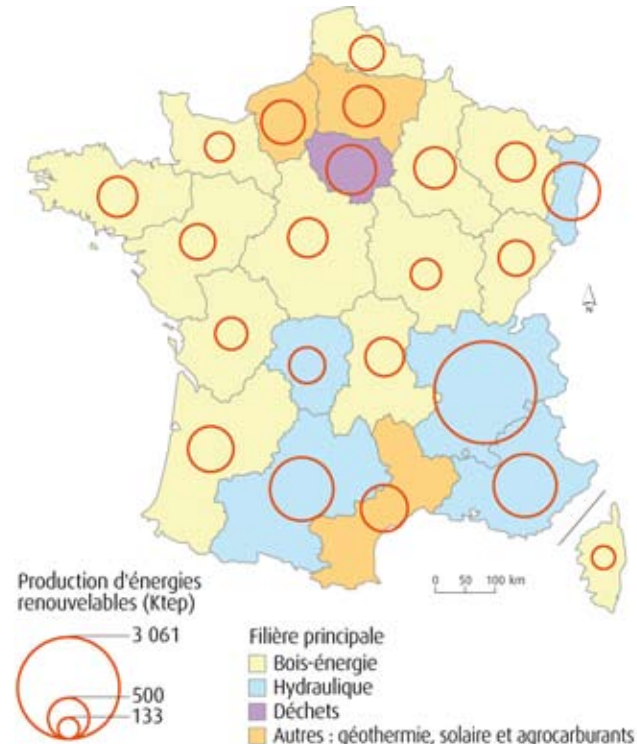 N
0 50 100 km
Production d'énergies
renouvelables (Ktep)
3 061
500
133
Filière principale
Bois-énergie
Hydraulique
Déchets
Autres : géothermie, solaire et agrocarburants